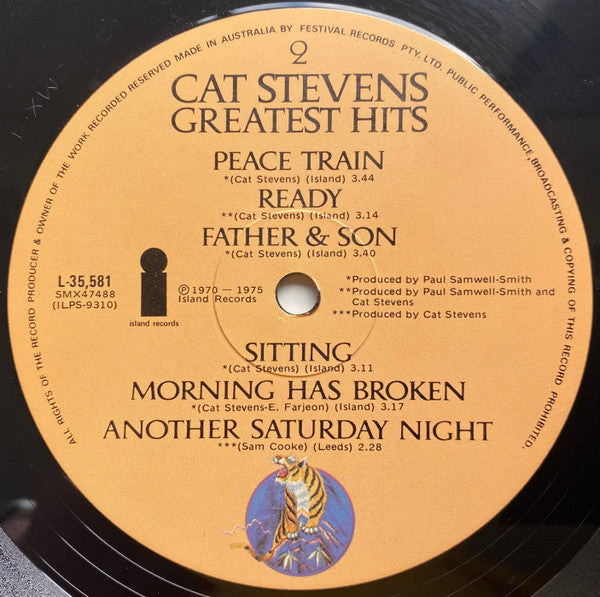 ALL RIGHTS OF THE RECORD PRODUCER & OWNER OF THE WORK RECORDED RESERVED MADE IN AUSTRALIA BY FESTIVAL RECORDS PTY. LTD. PUBLIC PERFORMANCE, BROADCASTING & COPYING OF THIS RECORD PROHIBITED.
2
CAT STEVENS
GREATEST HITS
PEACE TRAIN
*(Cat Stevens) (Island) 3.44
READY
**(Cat Stevens) (Island) 3.14
FATHER & SON
*(Cat Stevens) (Island) 3.40
L-35,581
SMX47488
(ILPS-9310)
island records
℗ 1970 — 1975
Island Records
*Produced by Paul Samwell-Smith
**Produced by Paul Samwell-Smith and
Cat Stevens
***Produced by Cat Stevens
SITTING
*(Cat Stevens) (Island) 3.11
MORNING HAS BROKEN
*(Cat Stevens-E. Farjeon) (Island) 3.17
ANOTHER SATURDAY NIGHT
***(Sam Cooke) (Leeds) 2.28